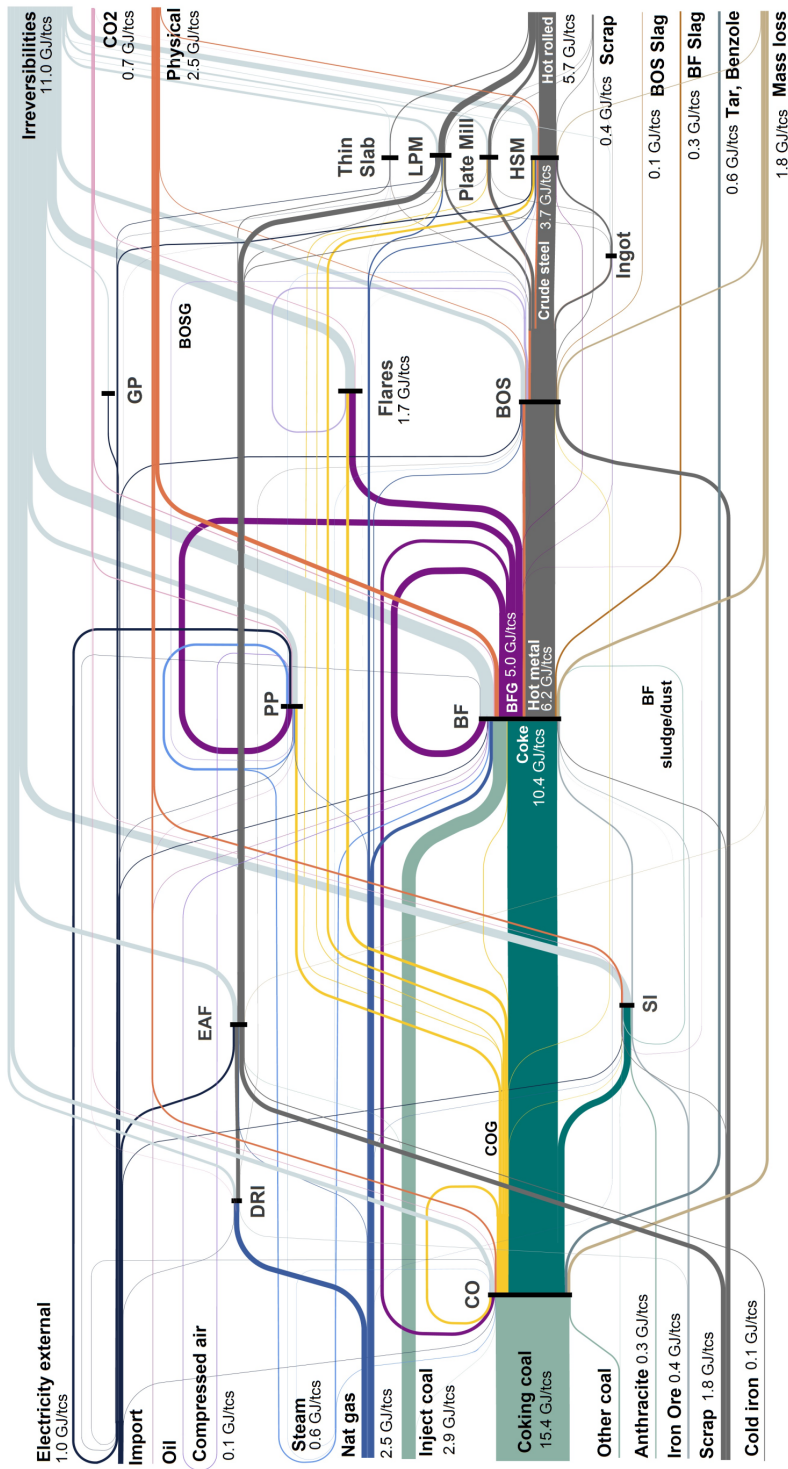 Electricity external
1.0 GJ/tcs
Import
Oil
Compressed air
0.1 GJ/tcs
Steam
0.6 GJ/tcs
Nat gas
2.5 GJ/tcs
Inject coal
2.9 GJ/tcs
Coking coal
15.4 GJ/tcs
Other coal
Anthracite 0.3 GJ/tcs
Iron Ore 0.4 GJ/tcs
Scrap 1.8 GJ/tcs
Cold iron 0.1 GJ/tcs
CO
DRI
COG
EAF
SI
PP
BF
Coke
10.4 GJ/tcs
BF
sludge/dust
BFG 5.0 GJ/tcs
Hot metal
6.2 GJ/tcs
GP
BOSG
Flares
1.7 GJ/tcs
BOS
Crude steel 3.7 GJ/tcs
Ingot
Thin
Slab
LPM
Plate Mill
HSM
Irreversibilities
11.0 GJ/tcs
CO2
0.7 GJ/tcs
Physical
2.5 GJ/tcs
Hot rolled
5.7 GJ/tcs
Scrap
0.4 GJ/tcs
BOS Slag
0.1 GJ/tcs
BF Slag
0.3 GJ/tcs
Tar, Benzole
0.6 GJ/tcs
Mass loss
1.8 GJ/tcs